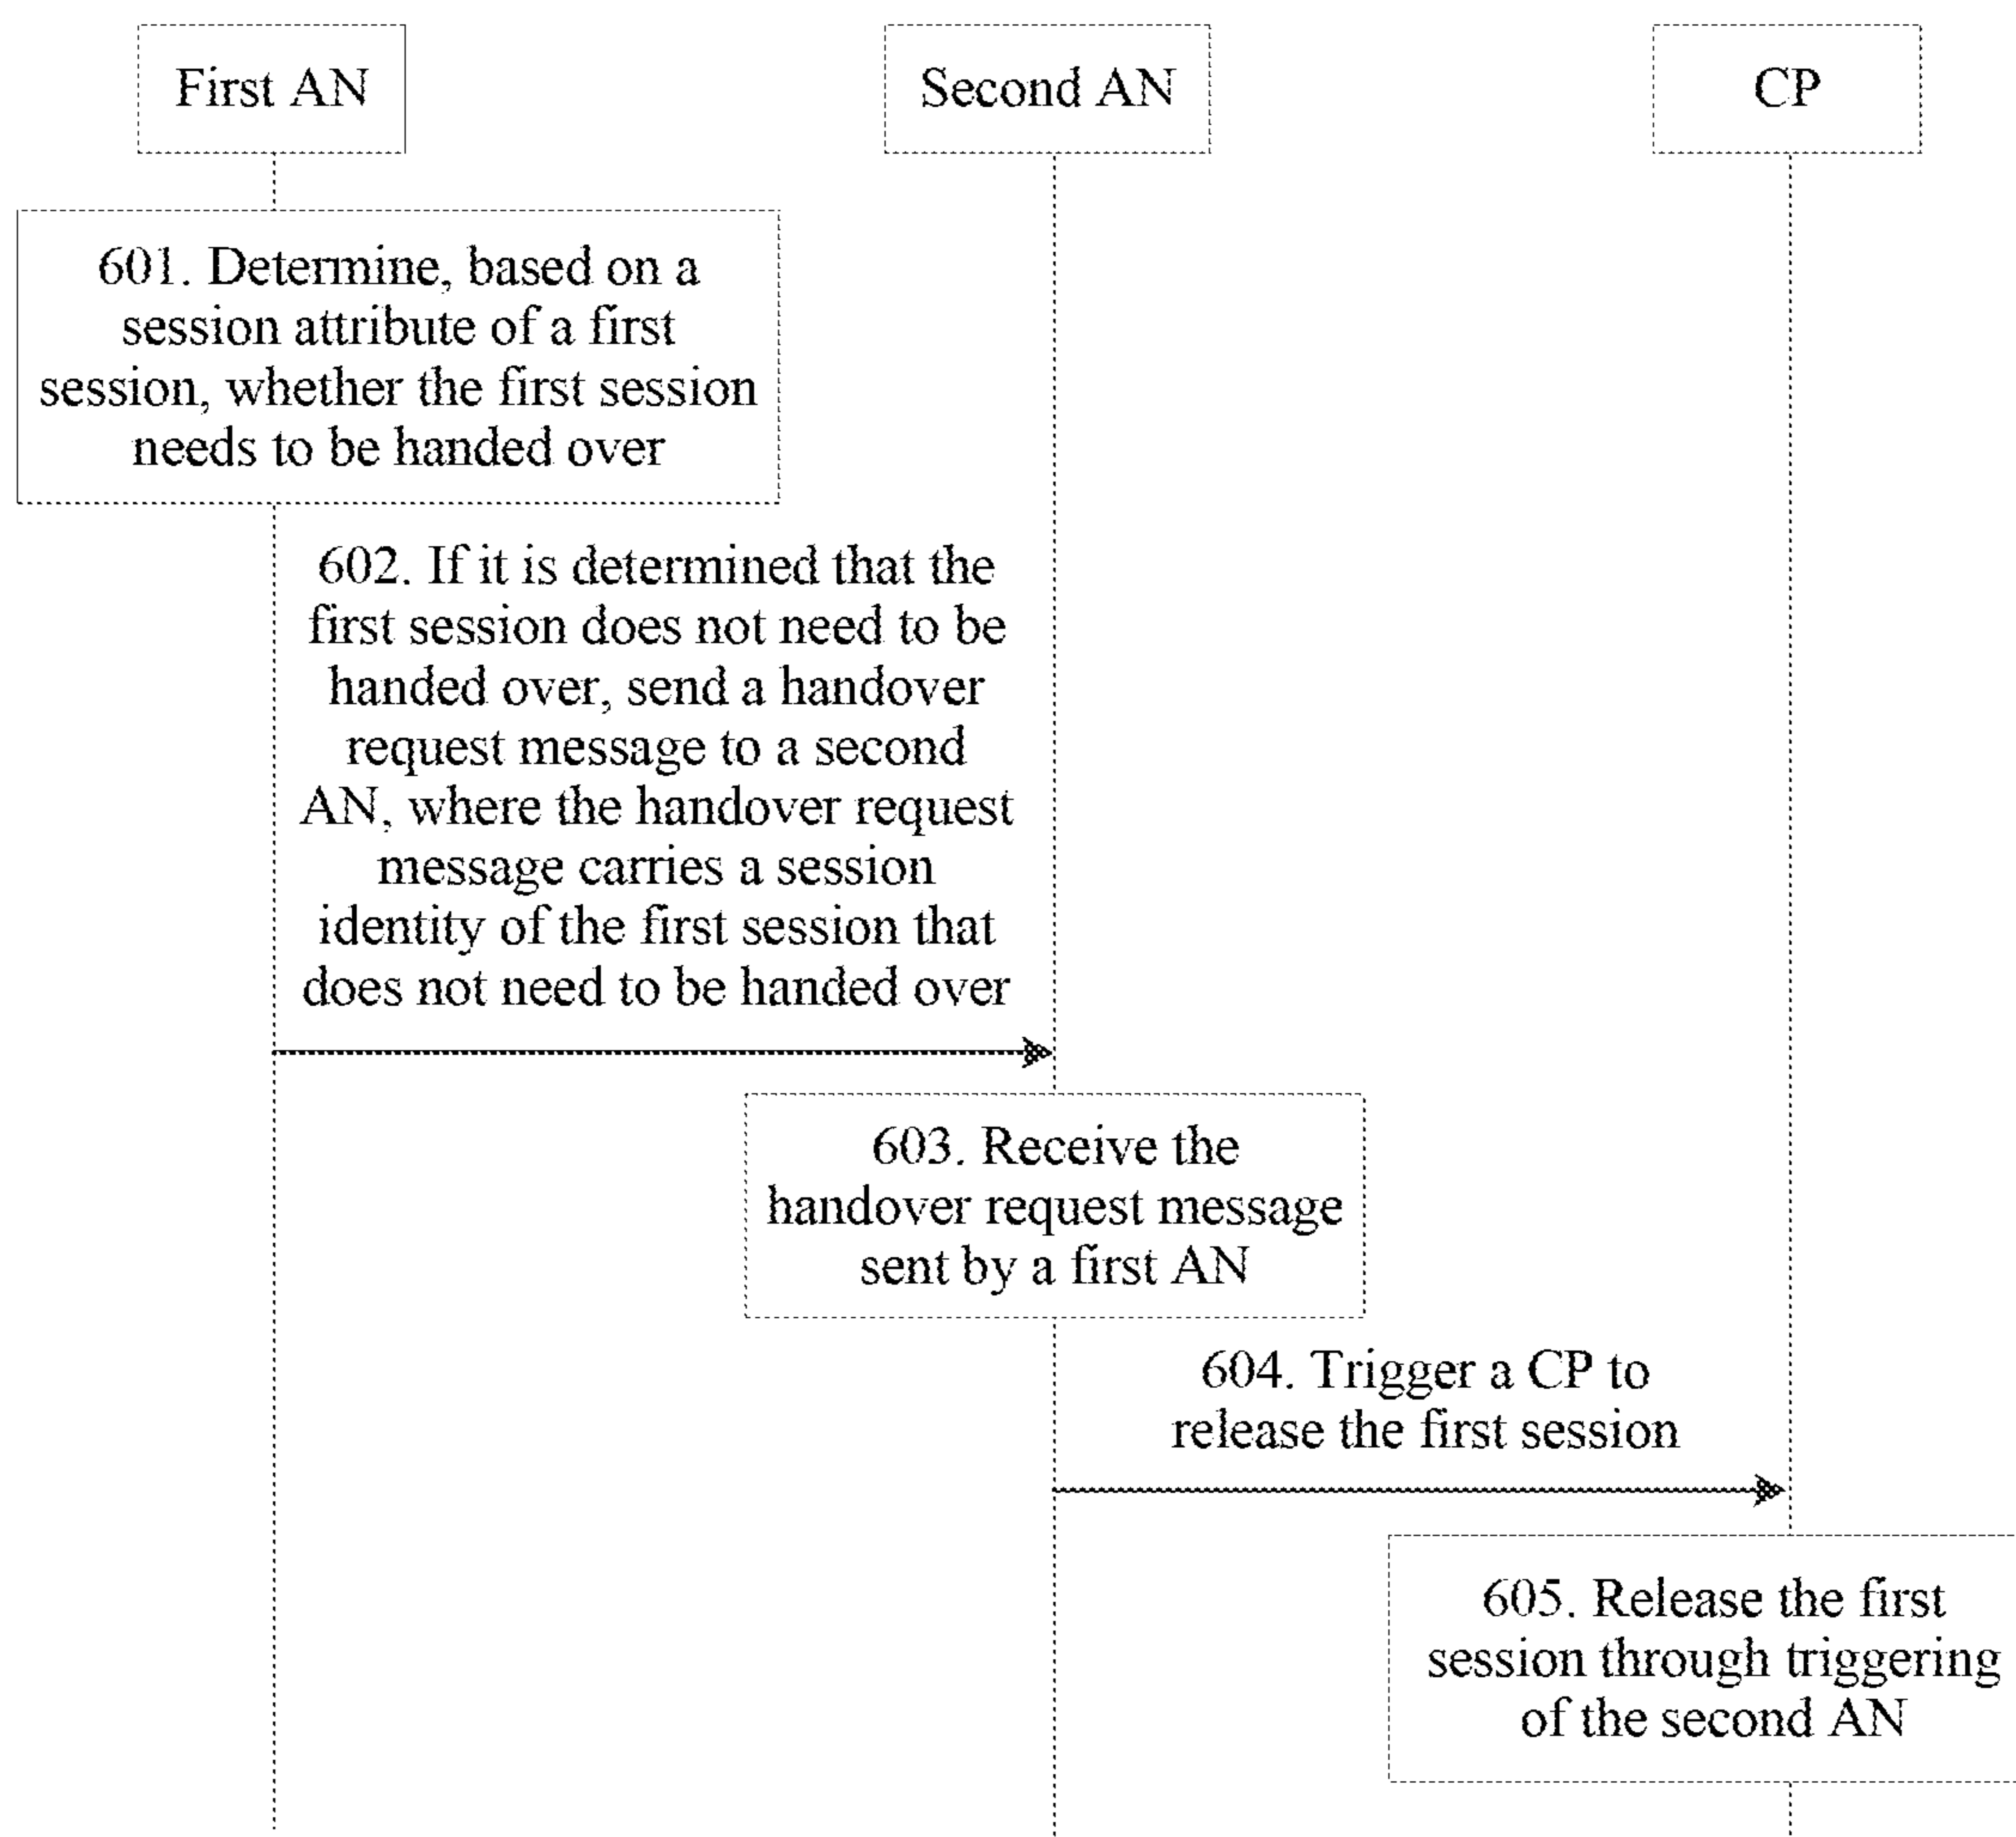 First AN
Second AN
CP
601. Determine, based on a
session attribute of a first
session, whether the first session
needs to be handed over
602. If it is determined that the
first session does not need to be
handed over, send a handover
request message to a second
AN, where the handover request
message carries a session
identity of the first session that
does not need to be handed over
603. Receive the
handover request message
sent by a first AN
604. Trigger a CP to
release the first session
605. Release the first
session through triggering
of the second AN